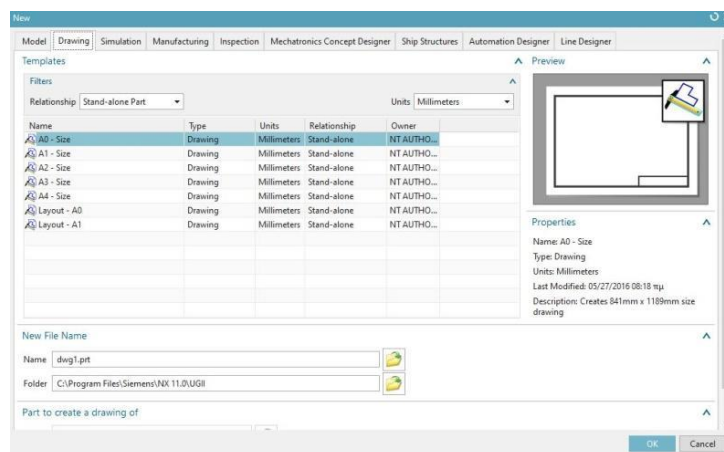 New
Model Drawing Simulation Manufacturing Inspection Mechatronics Concept Designer Ship Structures Automation Designer Line Designer
Templates
Filters
Relationship Stand-alone Part Units Millimeters
Name Type Units Relationship Owner
A0 - Size Drawing Millimeters Stand-alone NT AUTHO...
A1 - Size Drawing Millimeters Stand-alone NT AUTHO...
A2 - Size Drawing Millimeters Stand-alone NT AUTHO...
A3 - Size Drawing Millimeters Stand-alone NT AUTHO...
A4 - Size Drawing Millimeters Stand-alone NT AUTHO...
Layout - A0 Drawing Millimeters Stand-alone NT AUTHO...
Layout - A1 Drawing Millimeters Stand-alone NT AUTHO...
Preview
Properties
Name: A0 - Size
Type: Drawing
Units: Millimeters
Last Modified: 05/27/2016 08:18 πμ
Description: Creates 841mm x 1189mm size
drawing
New File Name
Name dwg1.prt
Folder C:\Program Files\Siemens\NX 11.0\UGII
Part to create a drawing of
OK Cancel